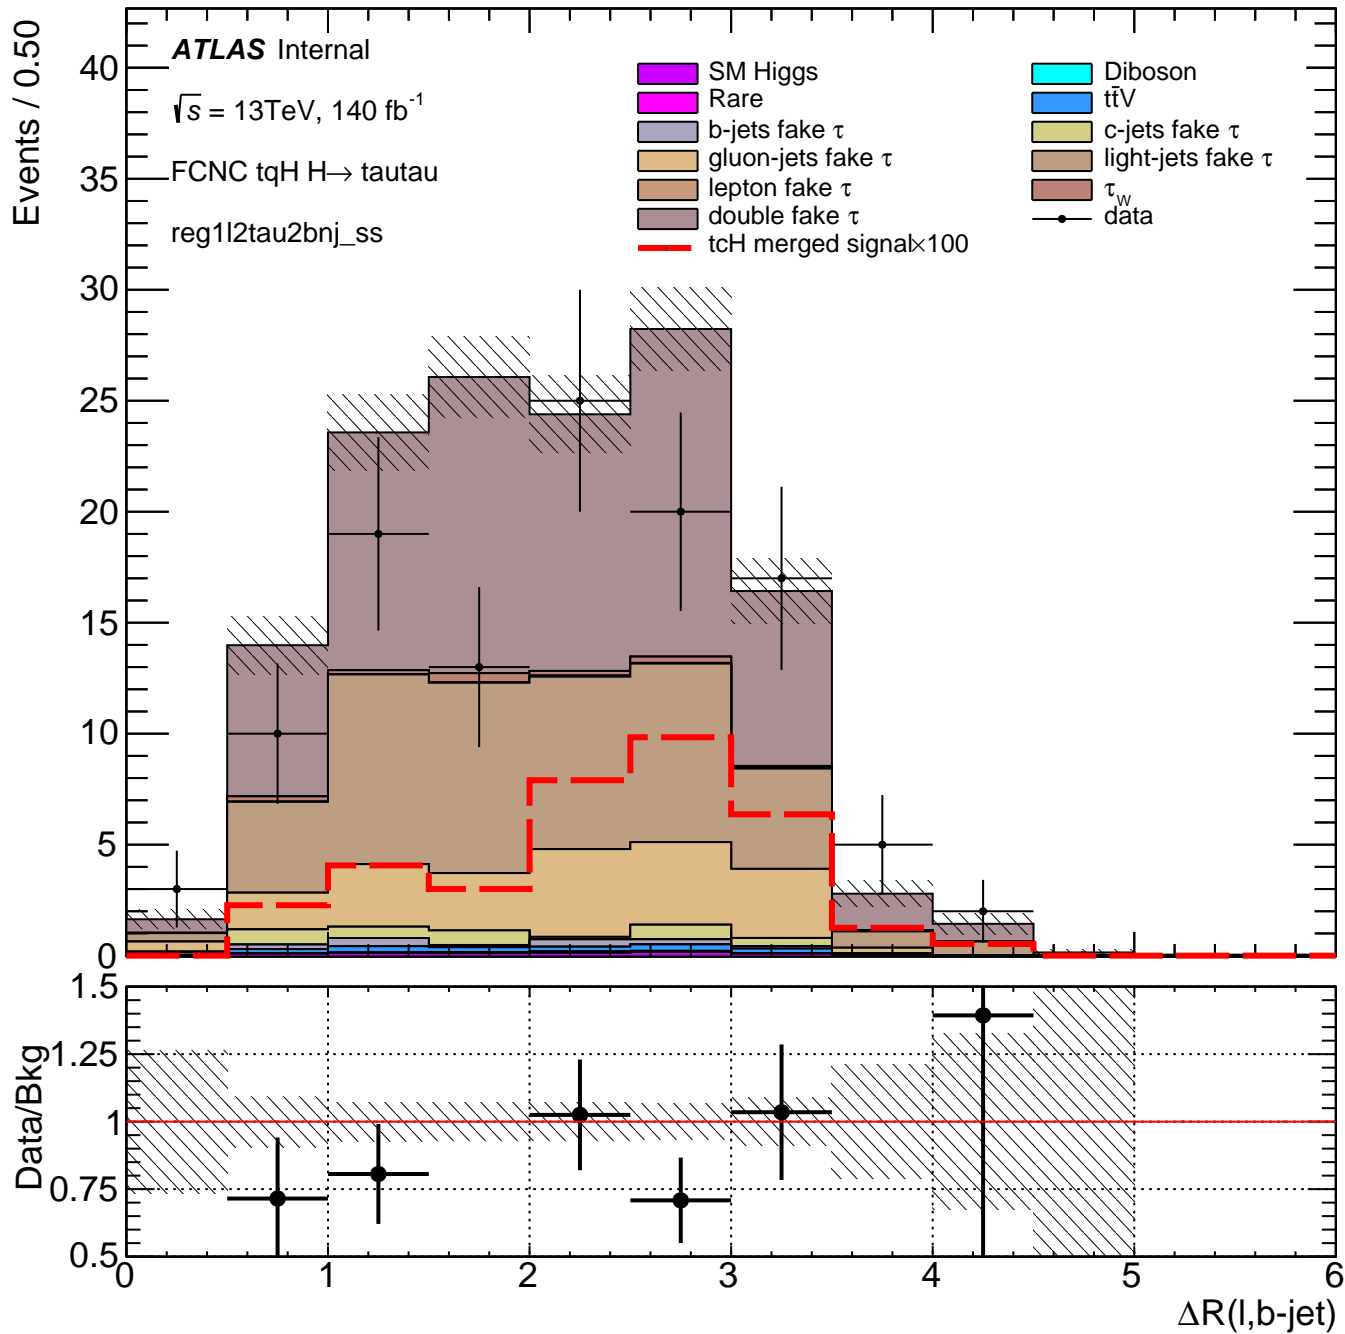 Events / 0.50
40
35
30
25
20
15
10
5
0
ATLAS Internal
√s = 13TeV, 140 fb⁻¹
FCNC tqH H→ tautau
reg1l2tau2bnj_ss
SM Higgs
Rare
b-jets fake τ
gluon-jets fake τ
lepton fake τ
double fake τ
tcH merged signal×100
Diboson
tt̄V
c-jets fake τ
light-jets fake τ
τ_W
data
Data/Bkg
1.5
1.25
1
0.75
0.5
0 1 2 3 4 5 6
ΔR(l,b-jet)